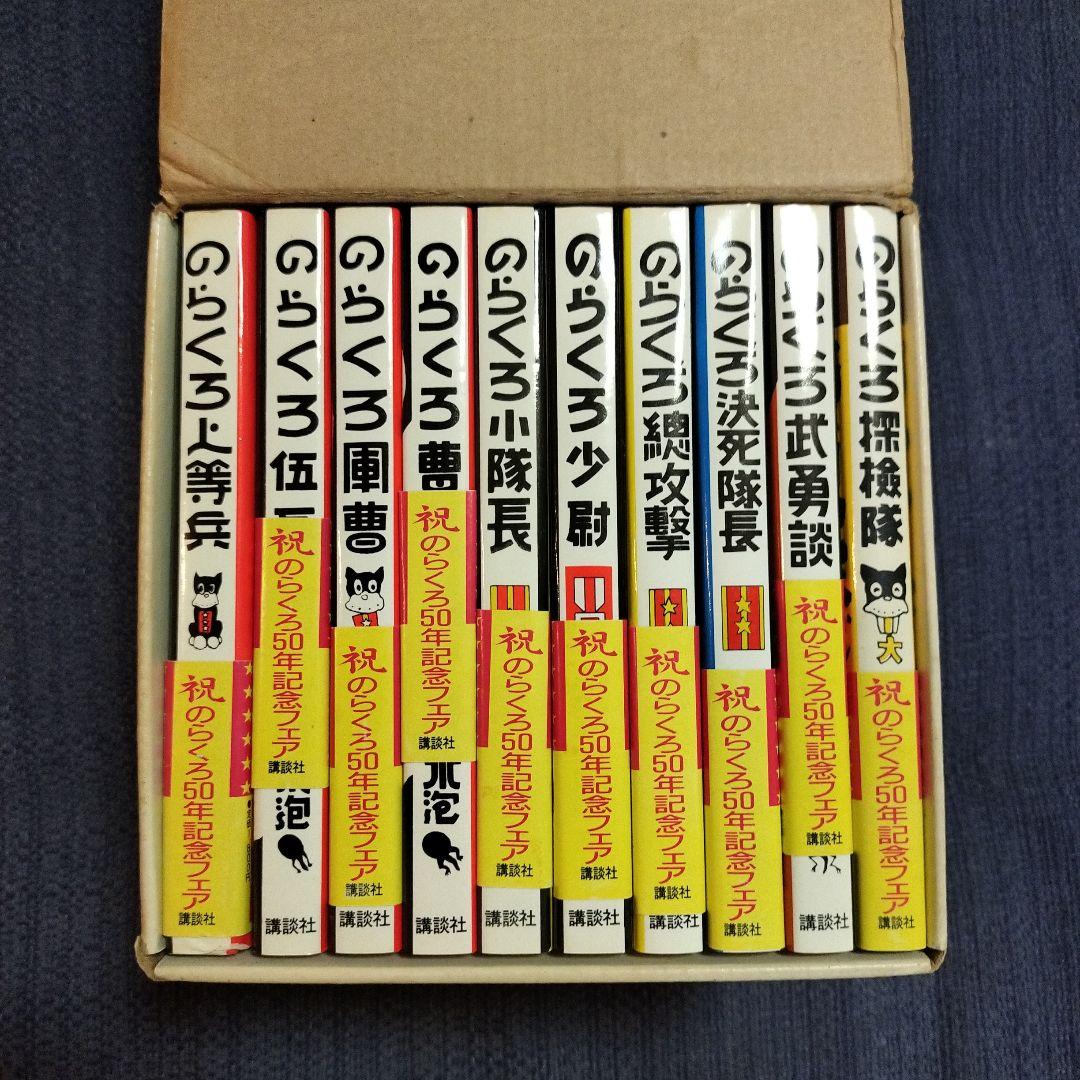 のらくろ上等兵
祝のらくろ50年記念フェア
講談社
のらくろ伍
祝のらくろ50年記念フェア
講談社
泡
講談社
のらくろ軍曹
祝のらくろ50年記念フェア
講談社
講談社
のらくろ曹
祝のらくろ50年記念フェア
講談社
水泡
講談社
のらくろ小隊長
祝のらくろ50年記念フェア
講談社
講談社
のらくろ少尉
祝のらくろ50年記念フェア
講談社
講談社
のらくろ總攻撃
祝のらくろ50年記念フェア
講談社
講談社
のらくろ決死隊長
祝のらくろ50年記念フェア
講談社
のらくろ武勇談
祝のらくろ50年記念フェア
講談社
講談社
のらくろ探檢隊
大
祝のらくろ50年記念フェア
講談社